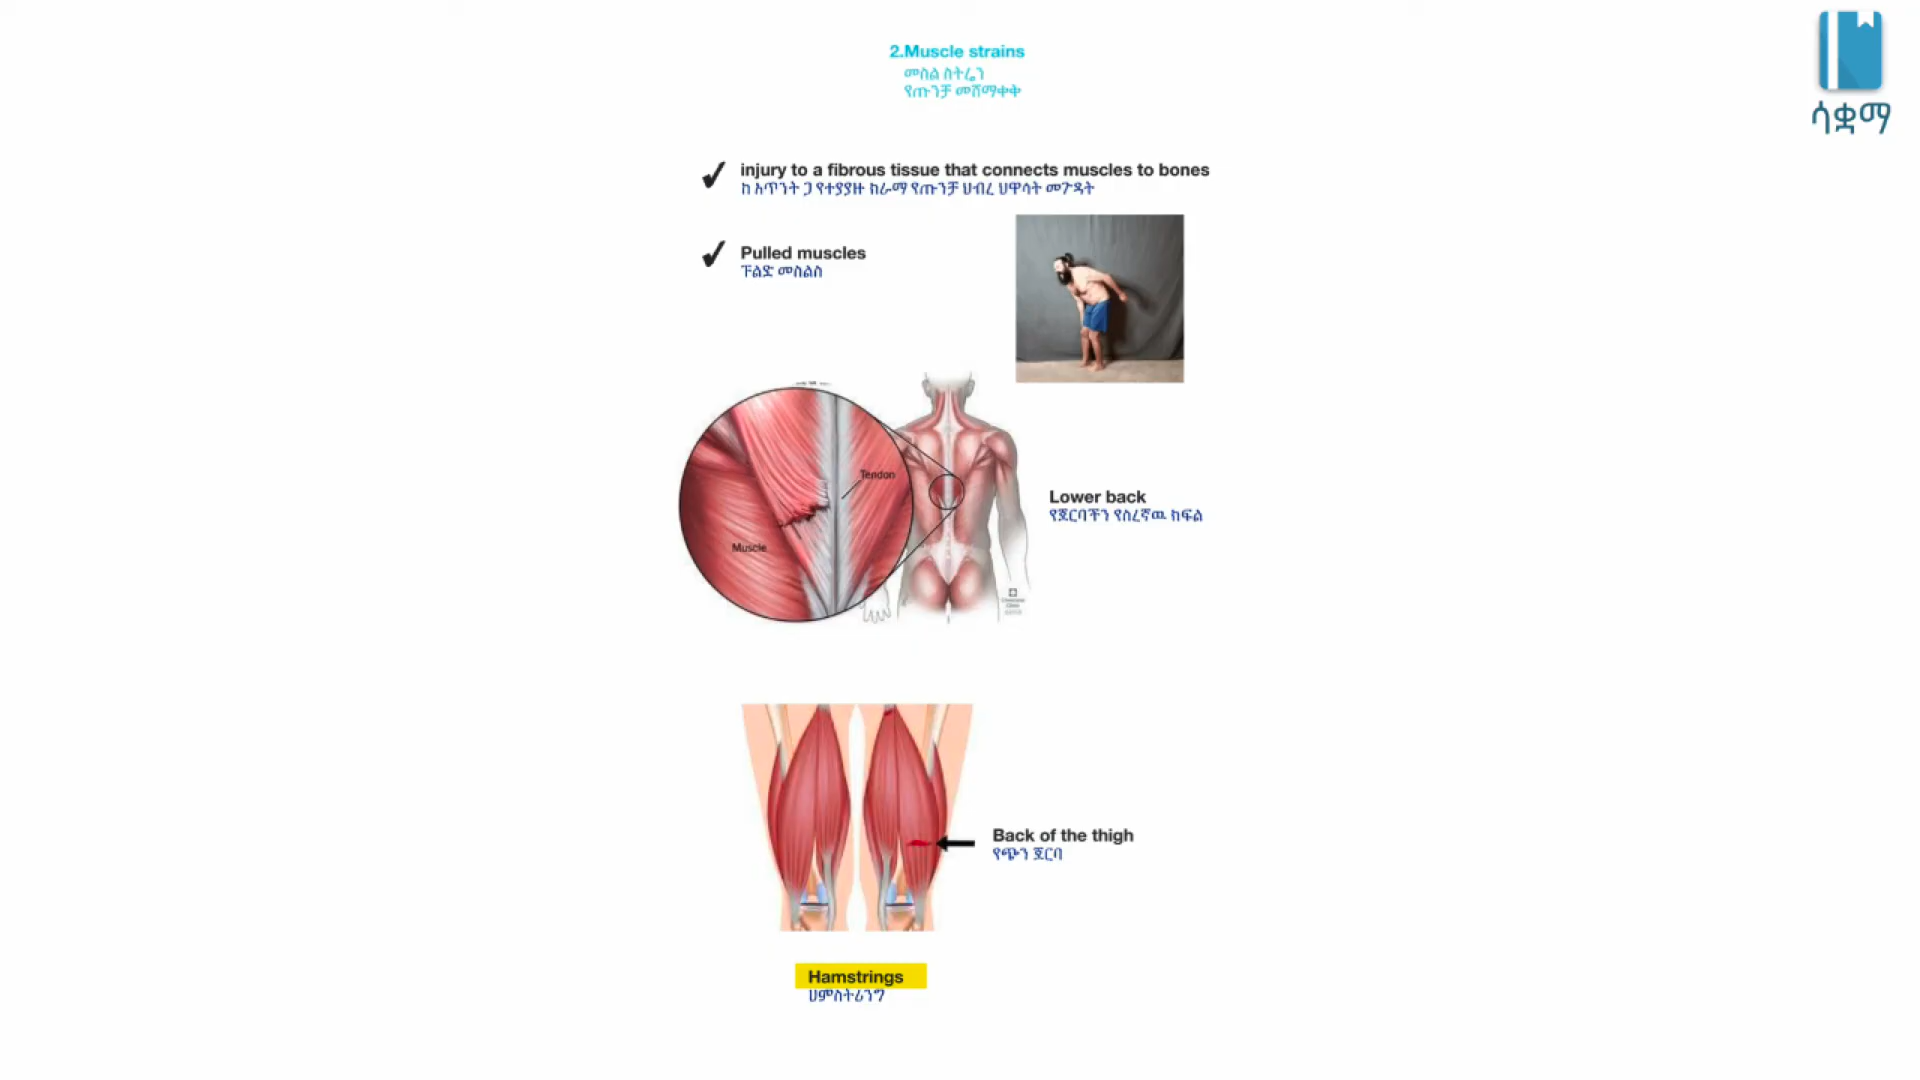 ሳቋማ
2.Muscle strains
መስል ስትሬን
የጡንቻ መሸማቀቅ
injury to a fibrous tissue that connects muscles to bones
ከ አጥንት ጋ የተያያዙ ክራማ የጡንቻ ህብረ ህዋሳት መጉዳት
Pulled muscles
ፑልድ መስልስ
Tendon
Muscle
Lower back
የጀርባችን የስረኛዉ ክፍል
Back of the thigh
የጭን ጀርባ
Hamstrings
ሀምስትሪንግ